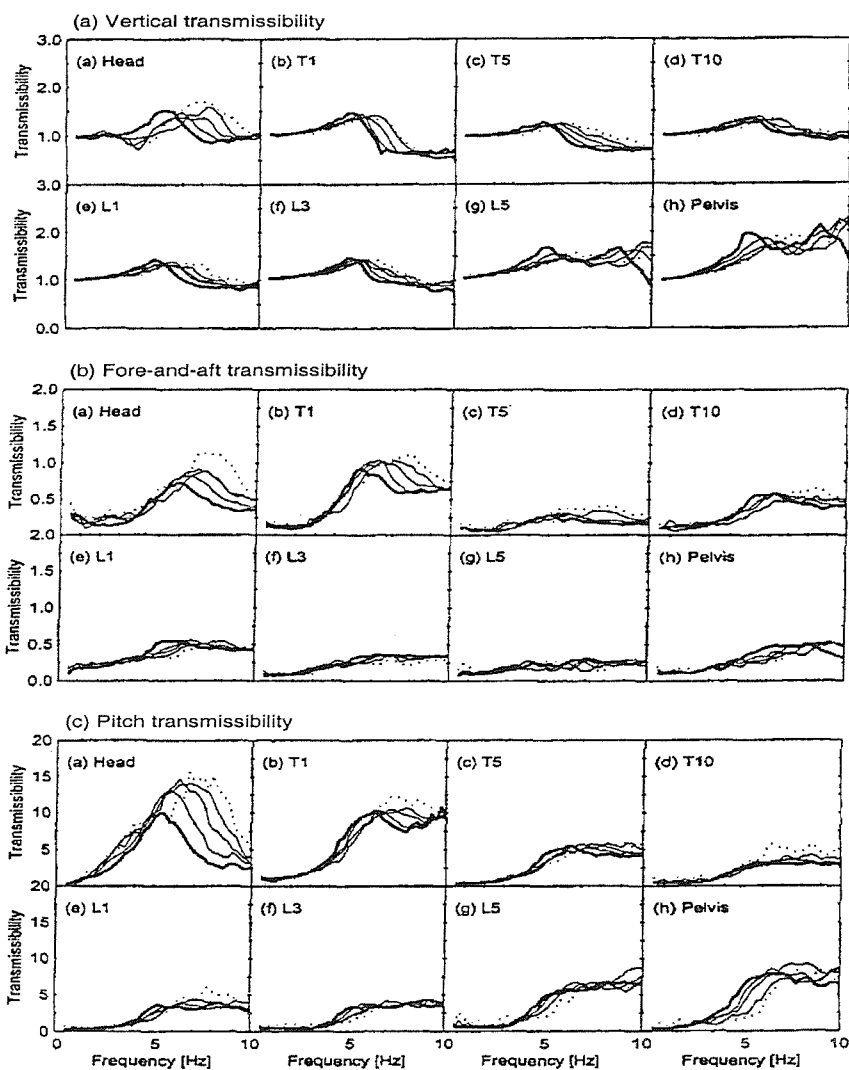 (a) Vertical transmissibility
3.0
2.0
1.0
3.0
Transmissibility
(a) Head
(b) T1
(c) T5
(d) T10
2.0
1.0
0.0
Transmissibility
(e) L1
(f) L3
(g) L5
(h) Pelvis
(b) Fore-and-aft transmissibility
2.0
1.5
1.0
0.5
2.0
Transmissibility
(a) Head
(b) T1
(c) T5
(d) T10
1.5
1.0
0.5
0.0
Transmissibility
(e) L1
(f) L3
(g) L5
(h) Pelvis
(c) Pitch transmissibility
20
15
10
5
20
Transmissibility
(a) Head
(b) T1
(c) T5
(d) T10
15
10
5
0
Transmissibility
(e) L1
(f) L3
(g) L5
(h) Pelvis
0 5 10 5 10 5 10 5 10
Frequency [Hz] Frequency [Hz] Frequency [Hz] Frequency [Hz]